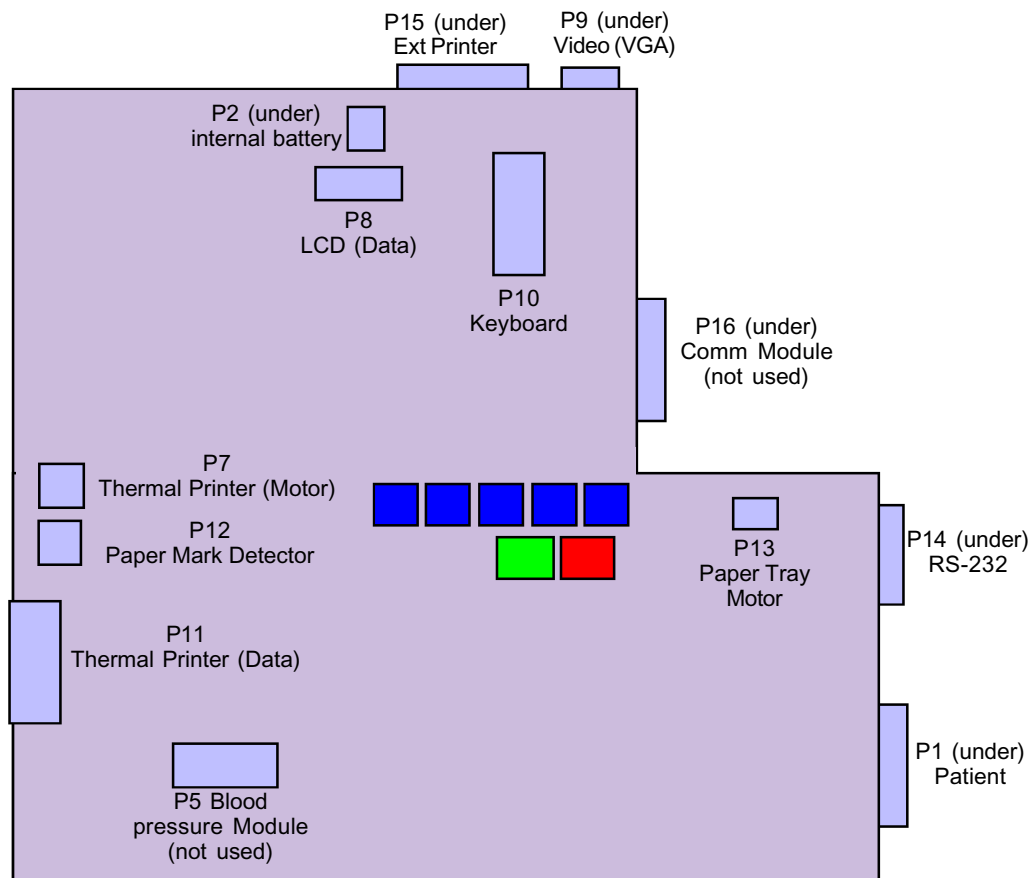 P15 (under)
Ext Printer
P9 (under)
Video (VGA)
P2 (under)
internal battery
P8
LCD (Data)
P10
Keyboard
P16 (under)
Comm Module
(not used)
P7
Thermal Printer (Motor)
P12
Paper Mark Detector
P13
Paper Tray
Motor
P14 (under)
RS-232
P11
Thermal Printer (Data)
P1 (under)
Patient
P5 Blood
pressure Module
(not used)